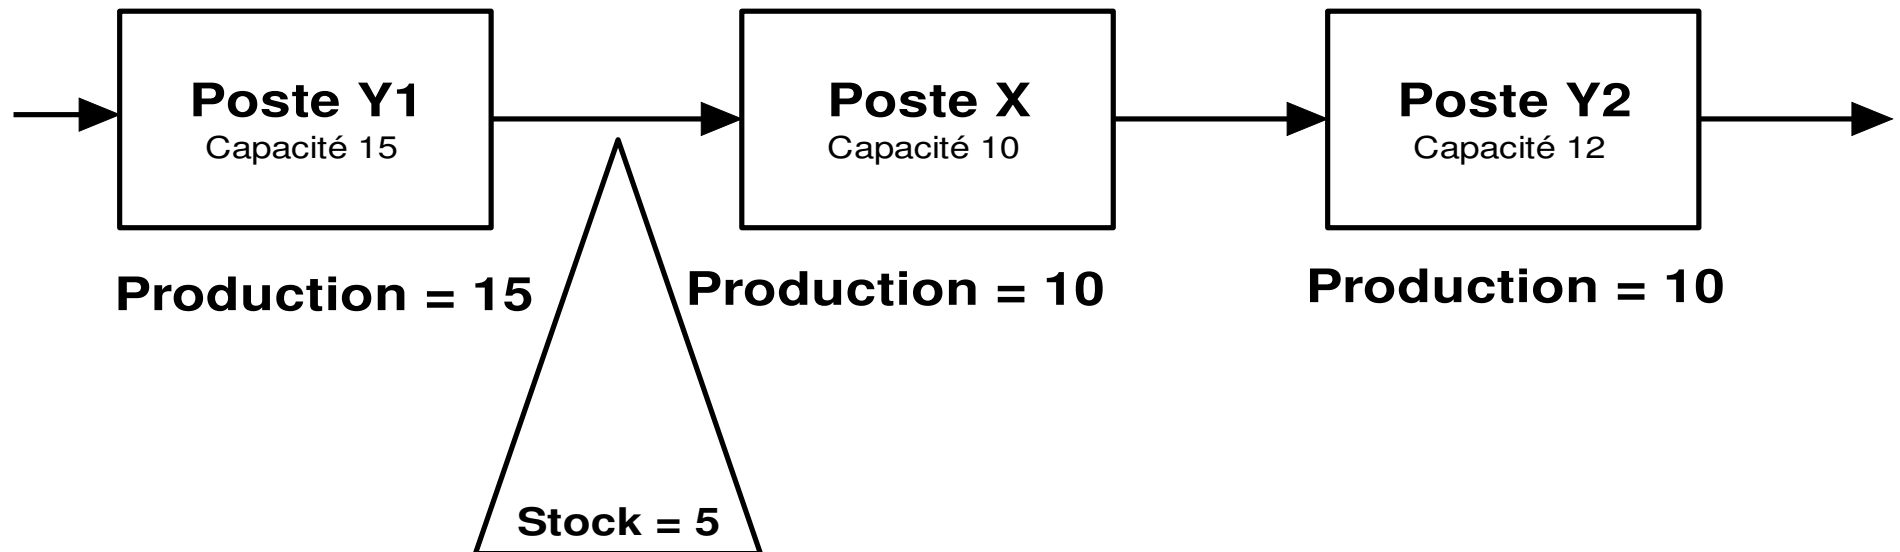 Poste Y1
Capacité 15
Poste X
Capacité 10
Poste Y2
Capacité 12
Production = 15
Production = 10
Production = 10
Stock = 5